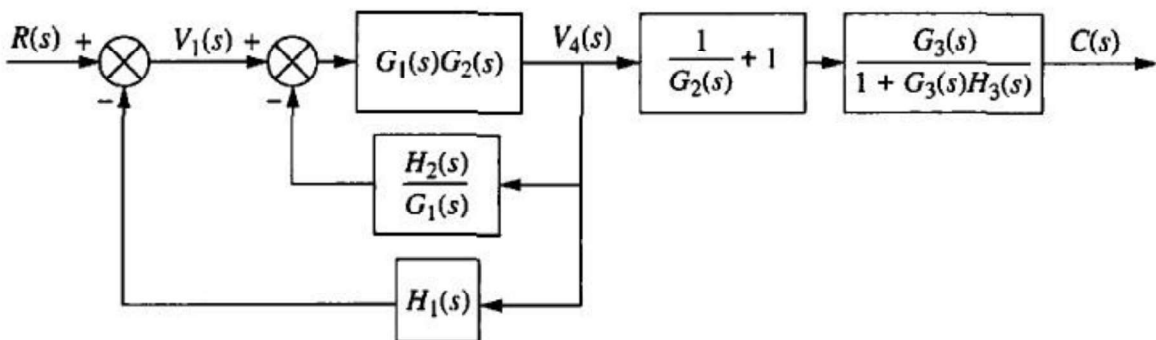 R(s) + V₁(s) + G₁(s)G₂(s) V₄(s) 1/G₂(s) + 1 G₃(s)/1 + G₃(s)H₃(s) C(s)
− −
H₂(s)/G₁(s)
H₁(s)